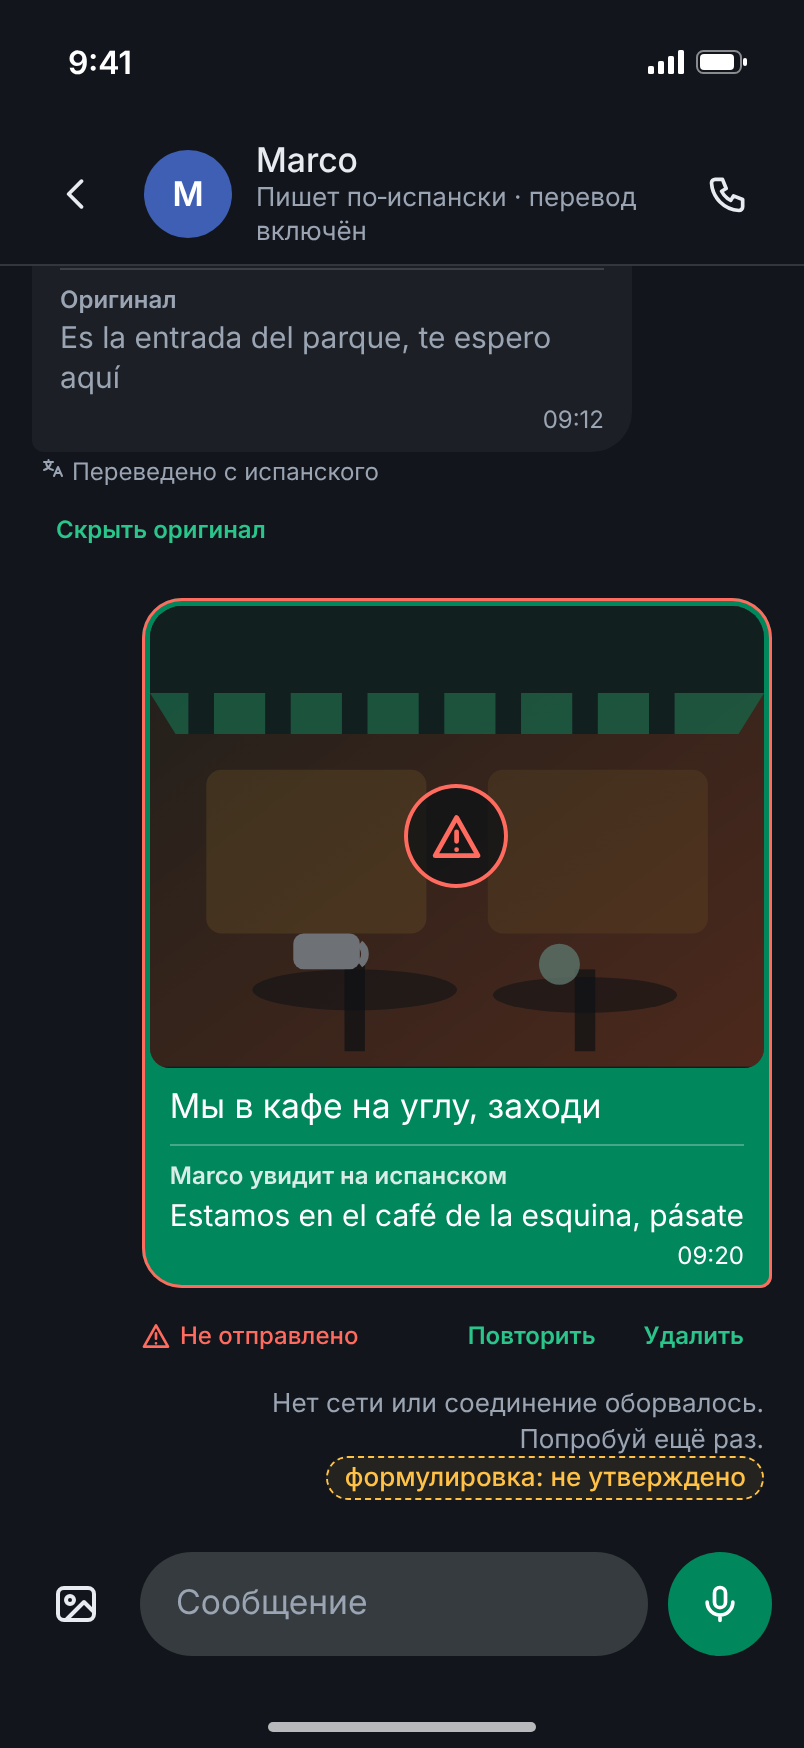 9:41
M
Marco
Пишет по-испански · перевод
включён
Оригинал
Es la entrada del parque, te espero
aquí
09:12
Переведено с испанского
Скрыть оригинал
Мы в кафе на углу, заходи
Marco увидит на испанском
Estamos en el café de la esquina, pásate
09:20
Не отправлено
Повторить
Удалить
Нет сети или соединение оборвалось.
Попробуй ещё раз.
формулировка: не утверждено
Сообщение